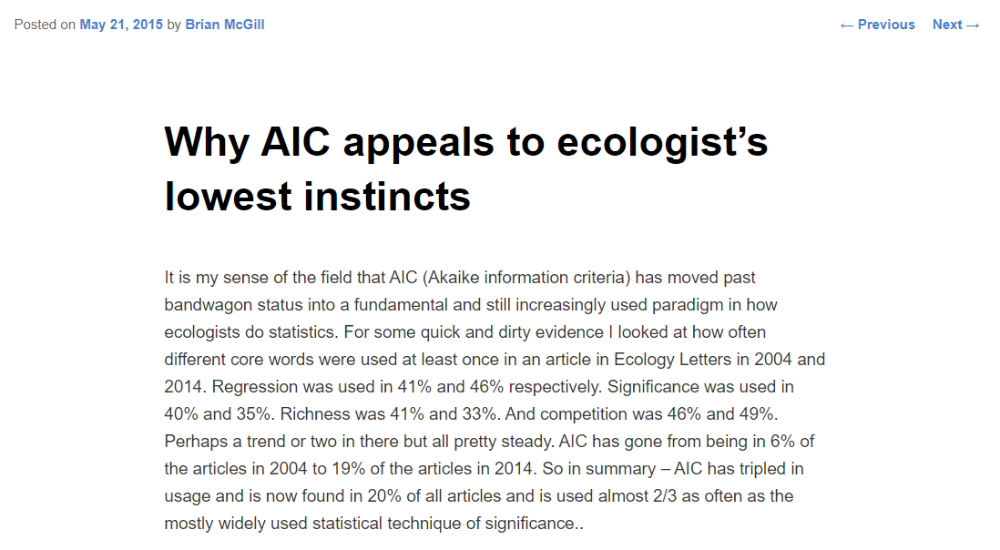 Posted on May 21, 2015 by Brian McGill
← Previous Next →
Why AIC appeals to ecologist’s
lowest instincts
It is my sense of the field that AIC (Akaike information criteria) has moved past
bandwagon status into a fundamental and still increasingly used paradigm in how
ecologists do statistics. For some quick and dirty evidence I looked at how often
different core words were used at least once in an article in Ecology Letters in 2004 and
2014. Regression was used in 41% and 46% respectively. Significance was used in
40% and 35%. Richness was 41% and 33%. And competition was 46% and 49%.
Perhaps a trend or two in there but all pretty steady. AIC has gone from being in 6% of
the articles in 2004 to 19% of the articles in 2014. So in summary – AIC has tripled in
usage and is now found in 20% of all articles and is used almost 2/3 as often as the
mostly widely used statistical technique of significance..